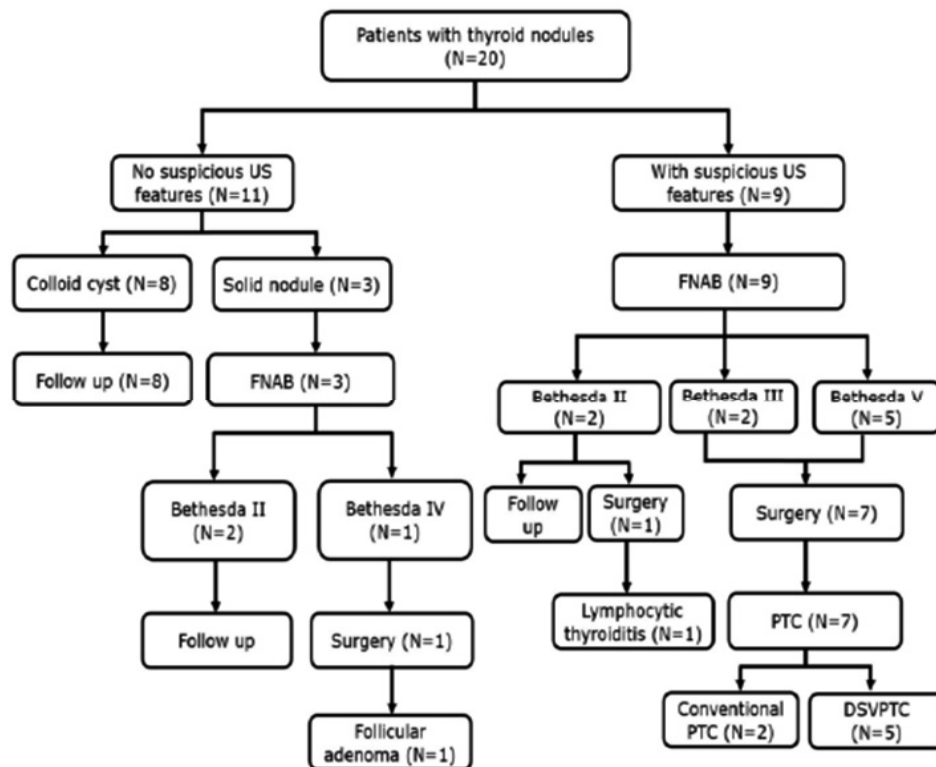 Patients with thyroid nodules
(N=20)
No suspicious US
features (N=11)
With suspicious US
features (N=9)
Colloid cyst (N=8)
Solid nodule (N=3)
FNAB (N=9)
Follow up (N=8)
FNAB (N=3)
Bethesda II
(N=2)
Bethesda III
(N=2)
Bethesda V
(N=5)
Bethesda II
(N=2)
Bethesda IV
(N=1)
Follow
up
Surgery
(N=1)
Surgery (N=7)
Follow up
Surgery (N=1)
Lymphocytic
thyroiditis (N=1)
PTC (N=7)
Follicular
adenoma (N=1)
Conventional
PTC (N=2)
DSVPTC
(N=5)